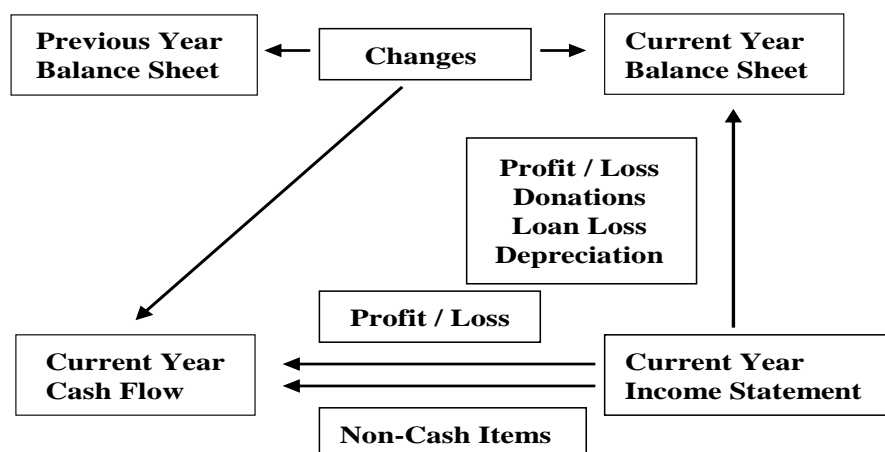 Previous Year
Balance Sheet
Changes
Current Year
Balance Sheet
Profit / Loss
Donations
Loan Loss
Depreciation
Profit / Loss
Current Year
Cash Flow
Current Year
Income Statement
Non-Cash Items